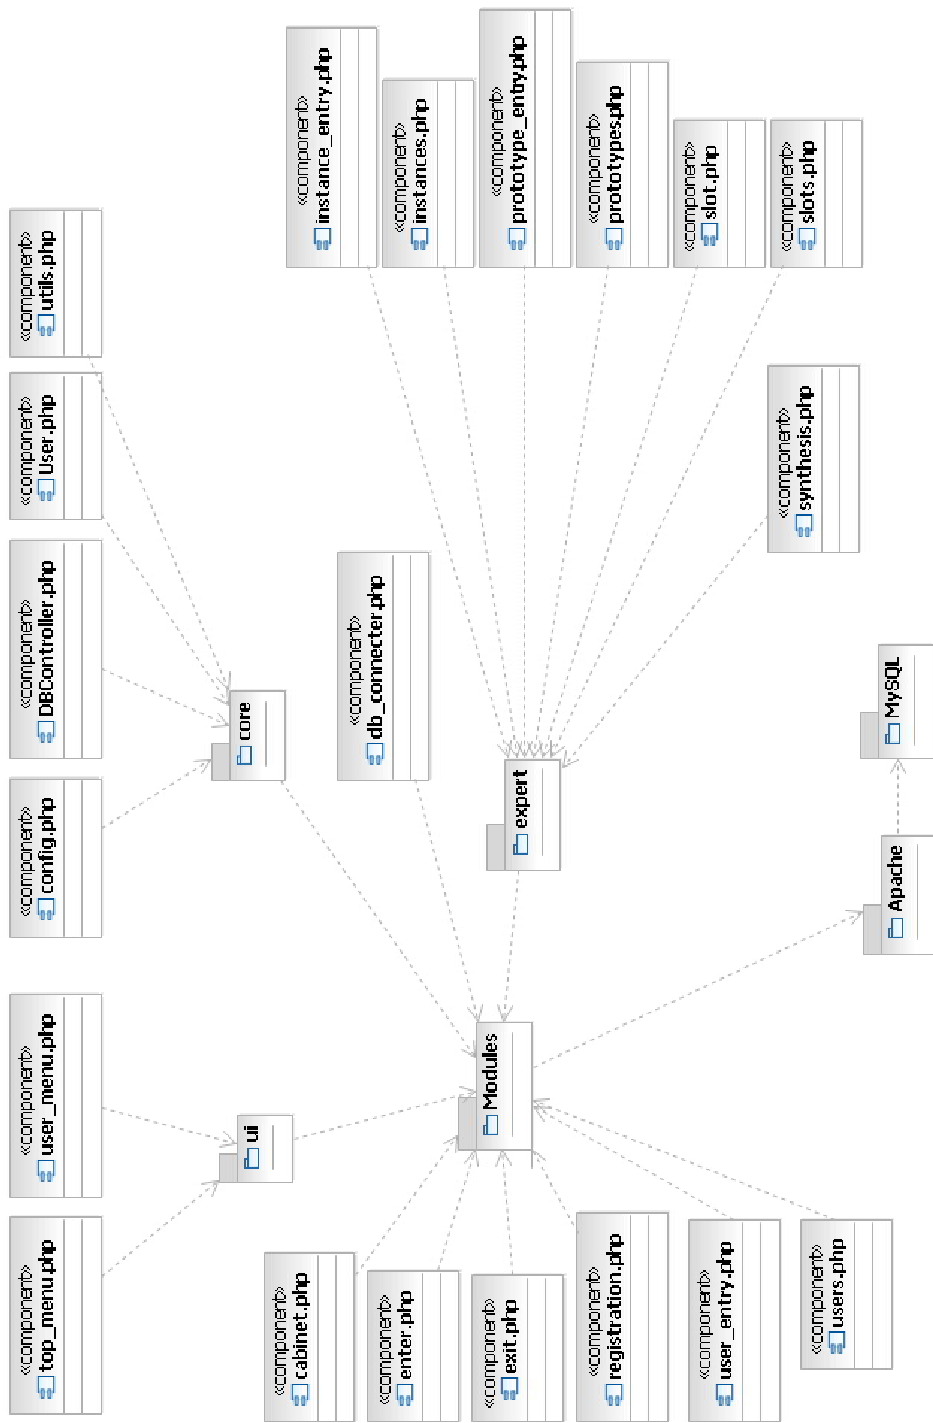 «component»
top_menu.php
«component»
user_menu.php
«component»
config.php
«component»
DBController.php
«component»
User.php
«component»
utils.php
ui
core
«component»
cabinet.php
«component»
enter.php
«component»
exit.php
«component»
registration.php
«component»
user_entry.php
«component»
users.php
Modules
«component»
db_connecter.php
expert
«component»
instance_entry.php
«component»
instances.php
«component»
prototype_entry.php
«component»
prototypes.php
«component»
slot.php
«component»
slots.php
«component»
synthesis.php
Apache
MySQL